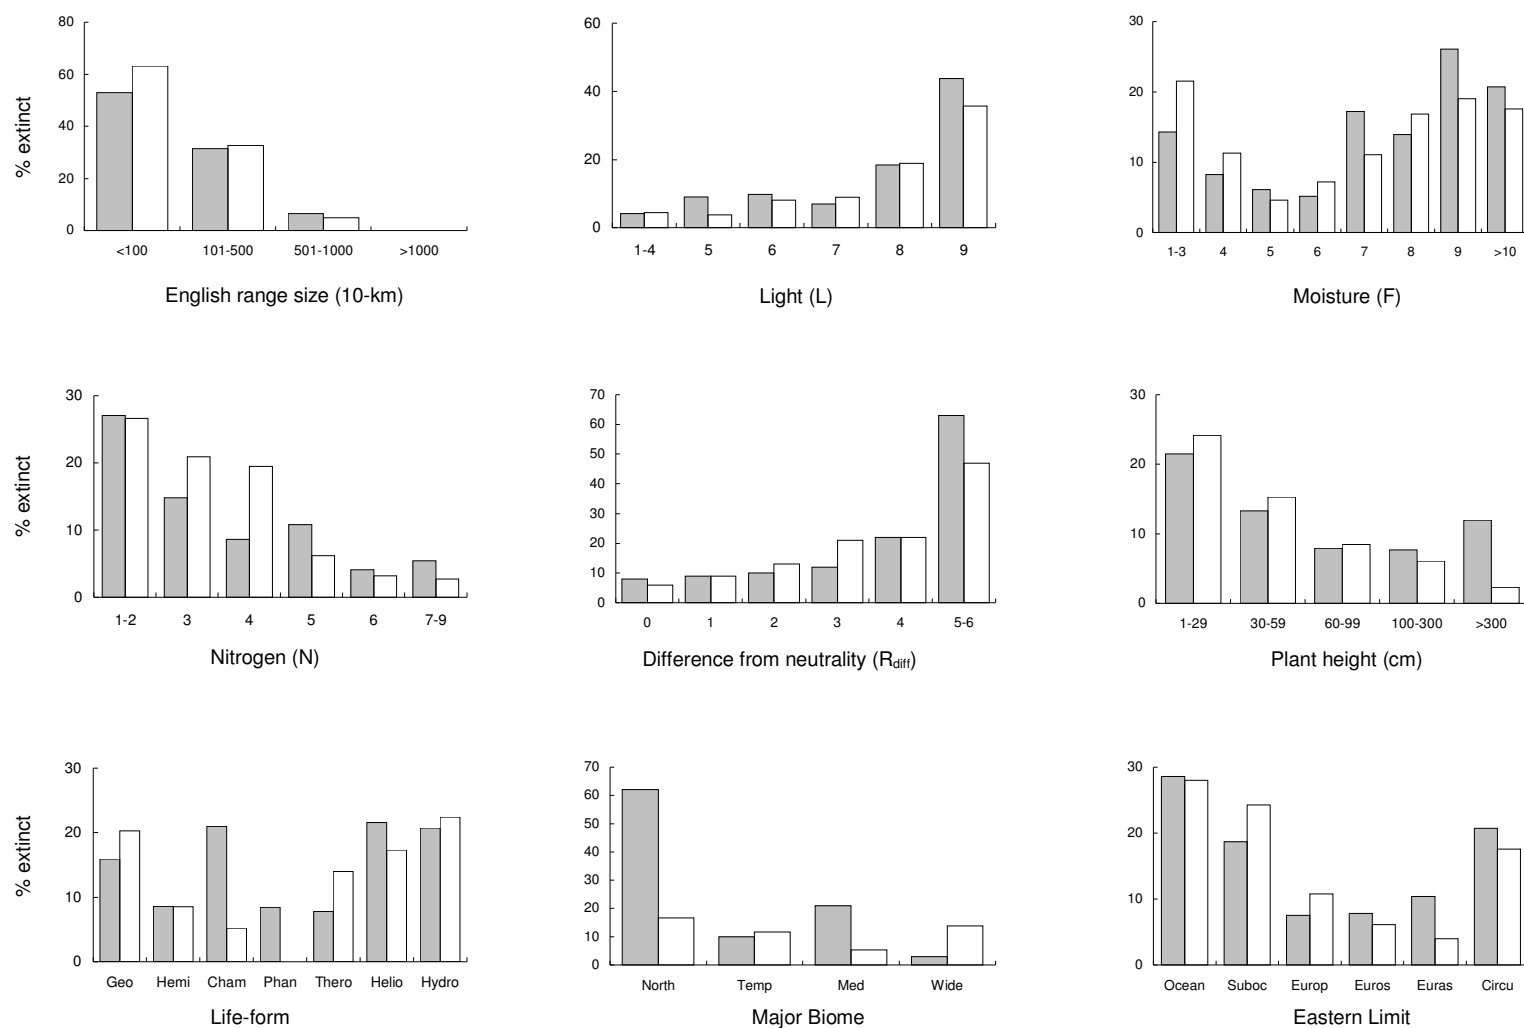 % extinct
80
60
40
20
0
<100 101-500 501-1000 >1000
English range size (10-km)
60
40
20
0
1-4 5 6 7 8 9
Light (L)
30
20
10
0
1-3 4 5 6 7 8 9 >10
Moisture (F)
% extinct
30
20
10
0
1-2 3 4 5 6 7-9
Nitrogen (N)
70
60
50
40
30
20
10
0
0 1 2 3 4 5-6
Difference from neutrality (Rdiff)
30
20
10
0
1-29 30-59 60-99 100-300 >300
Plant height (cm)
% extinct
30
20
10
0
Geo Hemi Cham Phan Thero Helio Hydro
Life-form
70
60
50
40
30
20
10
0
North Temp Med Wide
Major Biome
30
20
10
0
Ocean Suboc Europ Euros Euras Circu
Eastern Limit